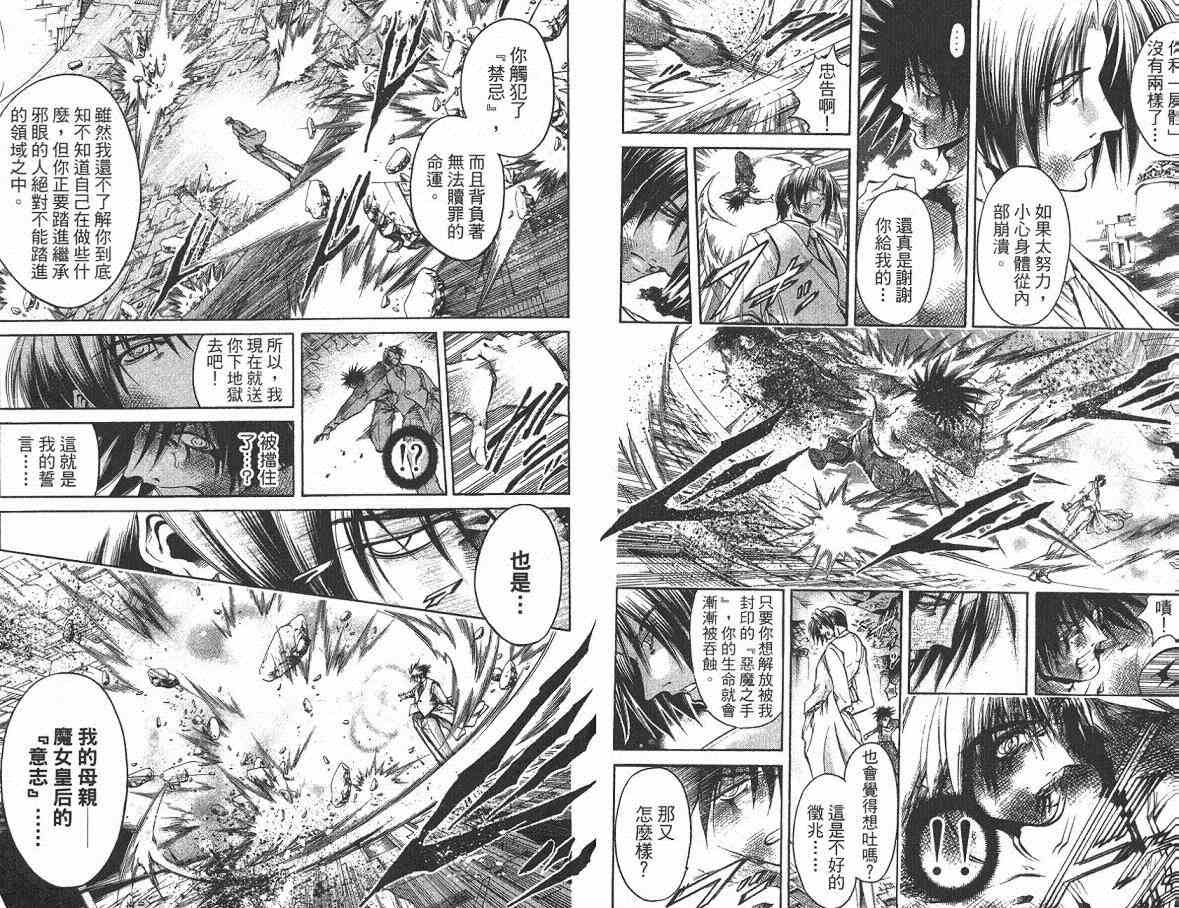 你和「屍體」
沒有兩樣了…
如果太努力，
小心身體從內
部崩潰。
……
忠告啊！
還真是謝謝
你給我的…
嘖！
只要你想解放被我
封印的『惡魔之手
』，你的生命就會
漸漸被吞蝕。
!!
也會覺得想吐嗎？
這是不好的
徵兆……
那又
怎麼樣？
你觸犯了
『禁忌』，
而且背負著
無法贖罪的
命運。
雖然我還不了解你到底
知不知道自己在做些什
麼，但你正要踏進繼承
邪眼的人絕對不能踏進
的領域之中。
!?
所以，我
現在就送
你下地獄
去吧！
被擋住
了…？
這就是
我的誓
言……
也是…
我的母親——
魔女皇后的
『意志』……